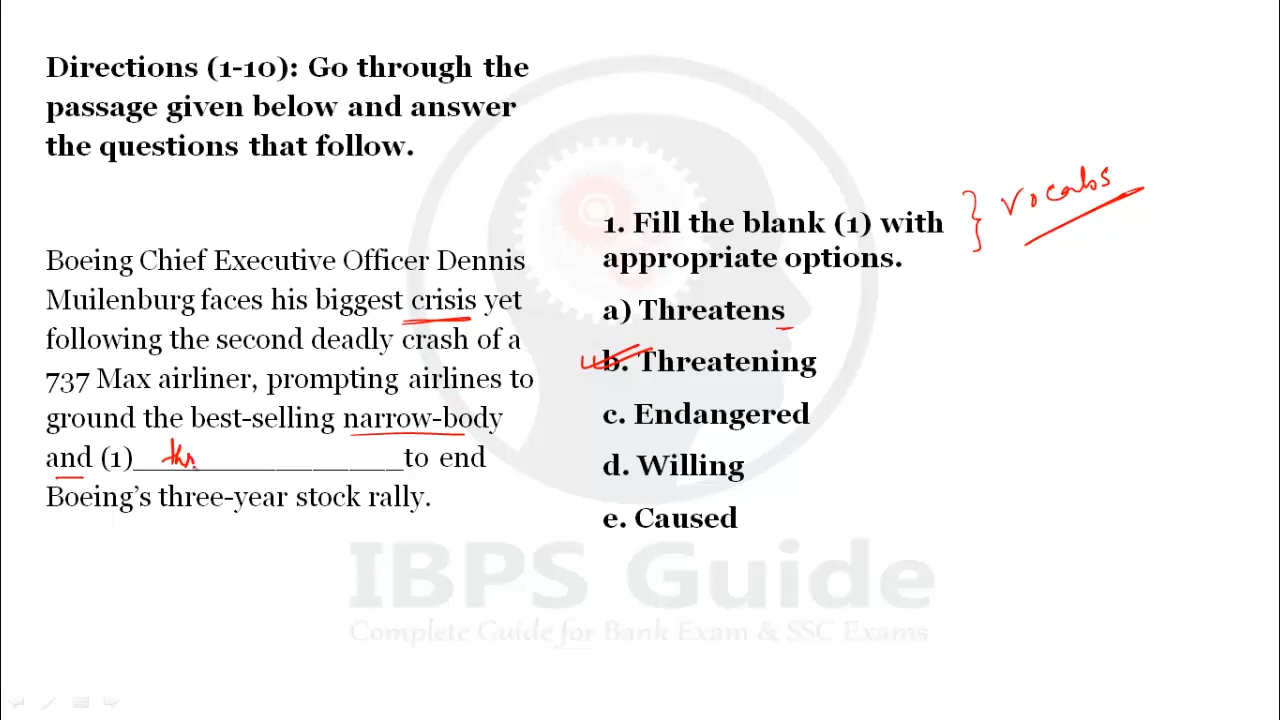 Directions (1-10): Go through the
passage given below and answer
the questions that follow.
Boeing Chief Executive Officer Dennis
Muilenburg faces his biggest crisis yet
following the second deadly crash of a
737 Max airliner, prompting airlines to
ground the best-selling narrow-body
and (1)_____thr_____to end
Boeing's three-year stock rally.
1. Fill the blank (1) with
appropriate options.
} vocabs
a) Threatens
b. Threatening
c. Endangered
d. Willing
e. Caused
IBPS Guide
Complete Guide for Bank Exam & SSC Exams